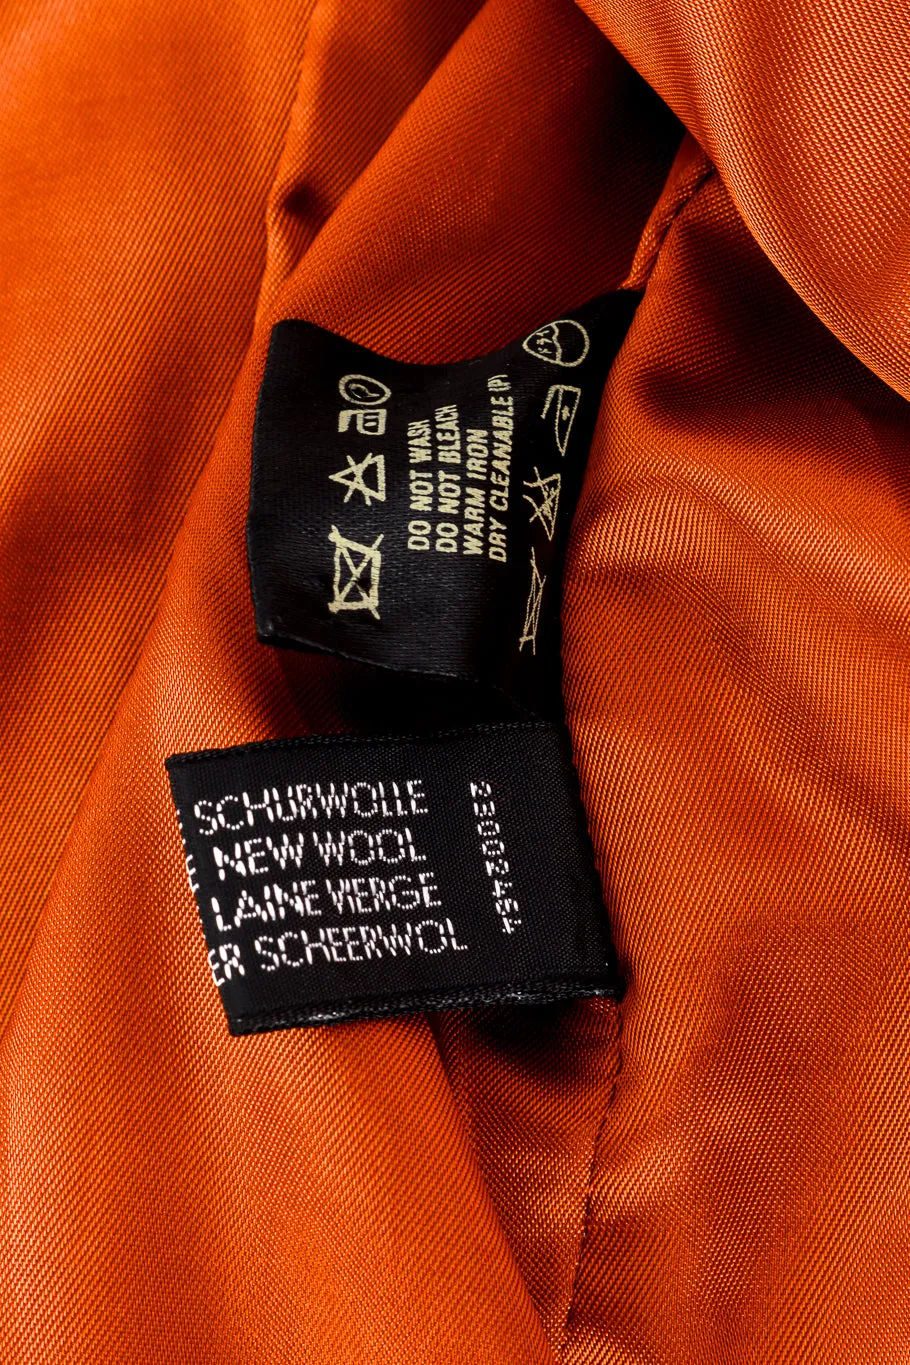 DO NOT WASH
DO NOT BLEACH
WARM IRON
DRY CLEANABLE (P)
SCHURWOLLE
NEW WOOL
LAINE VIERGE
ER SCHEERWOL